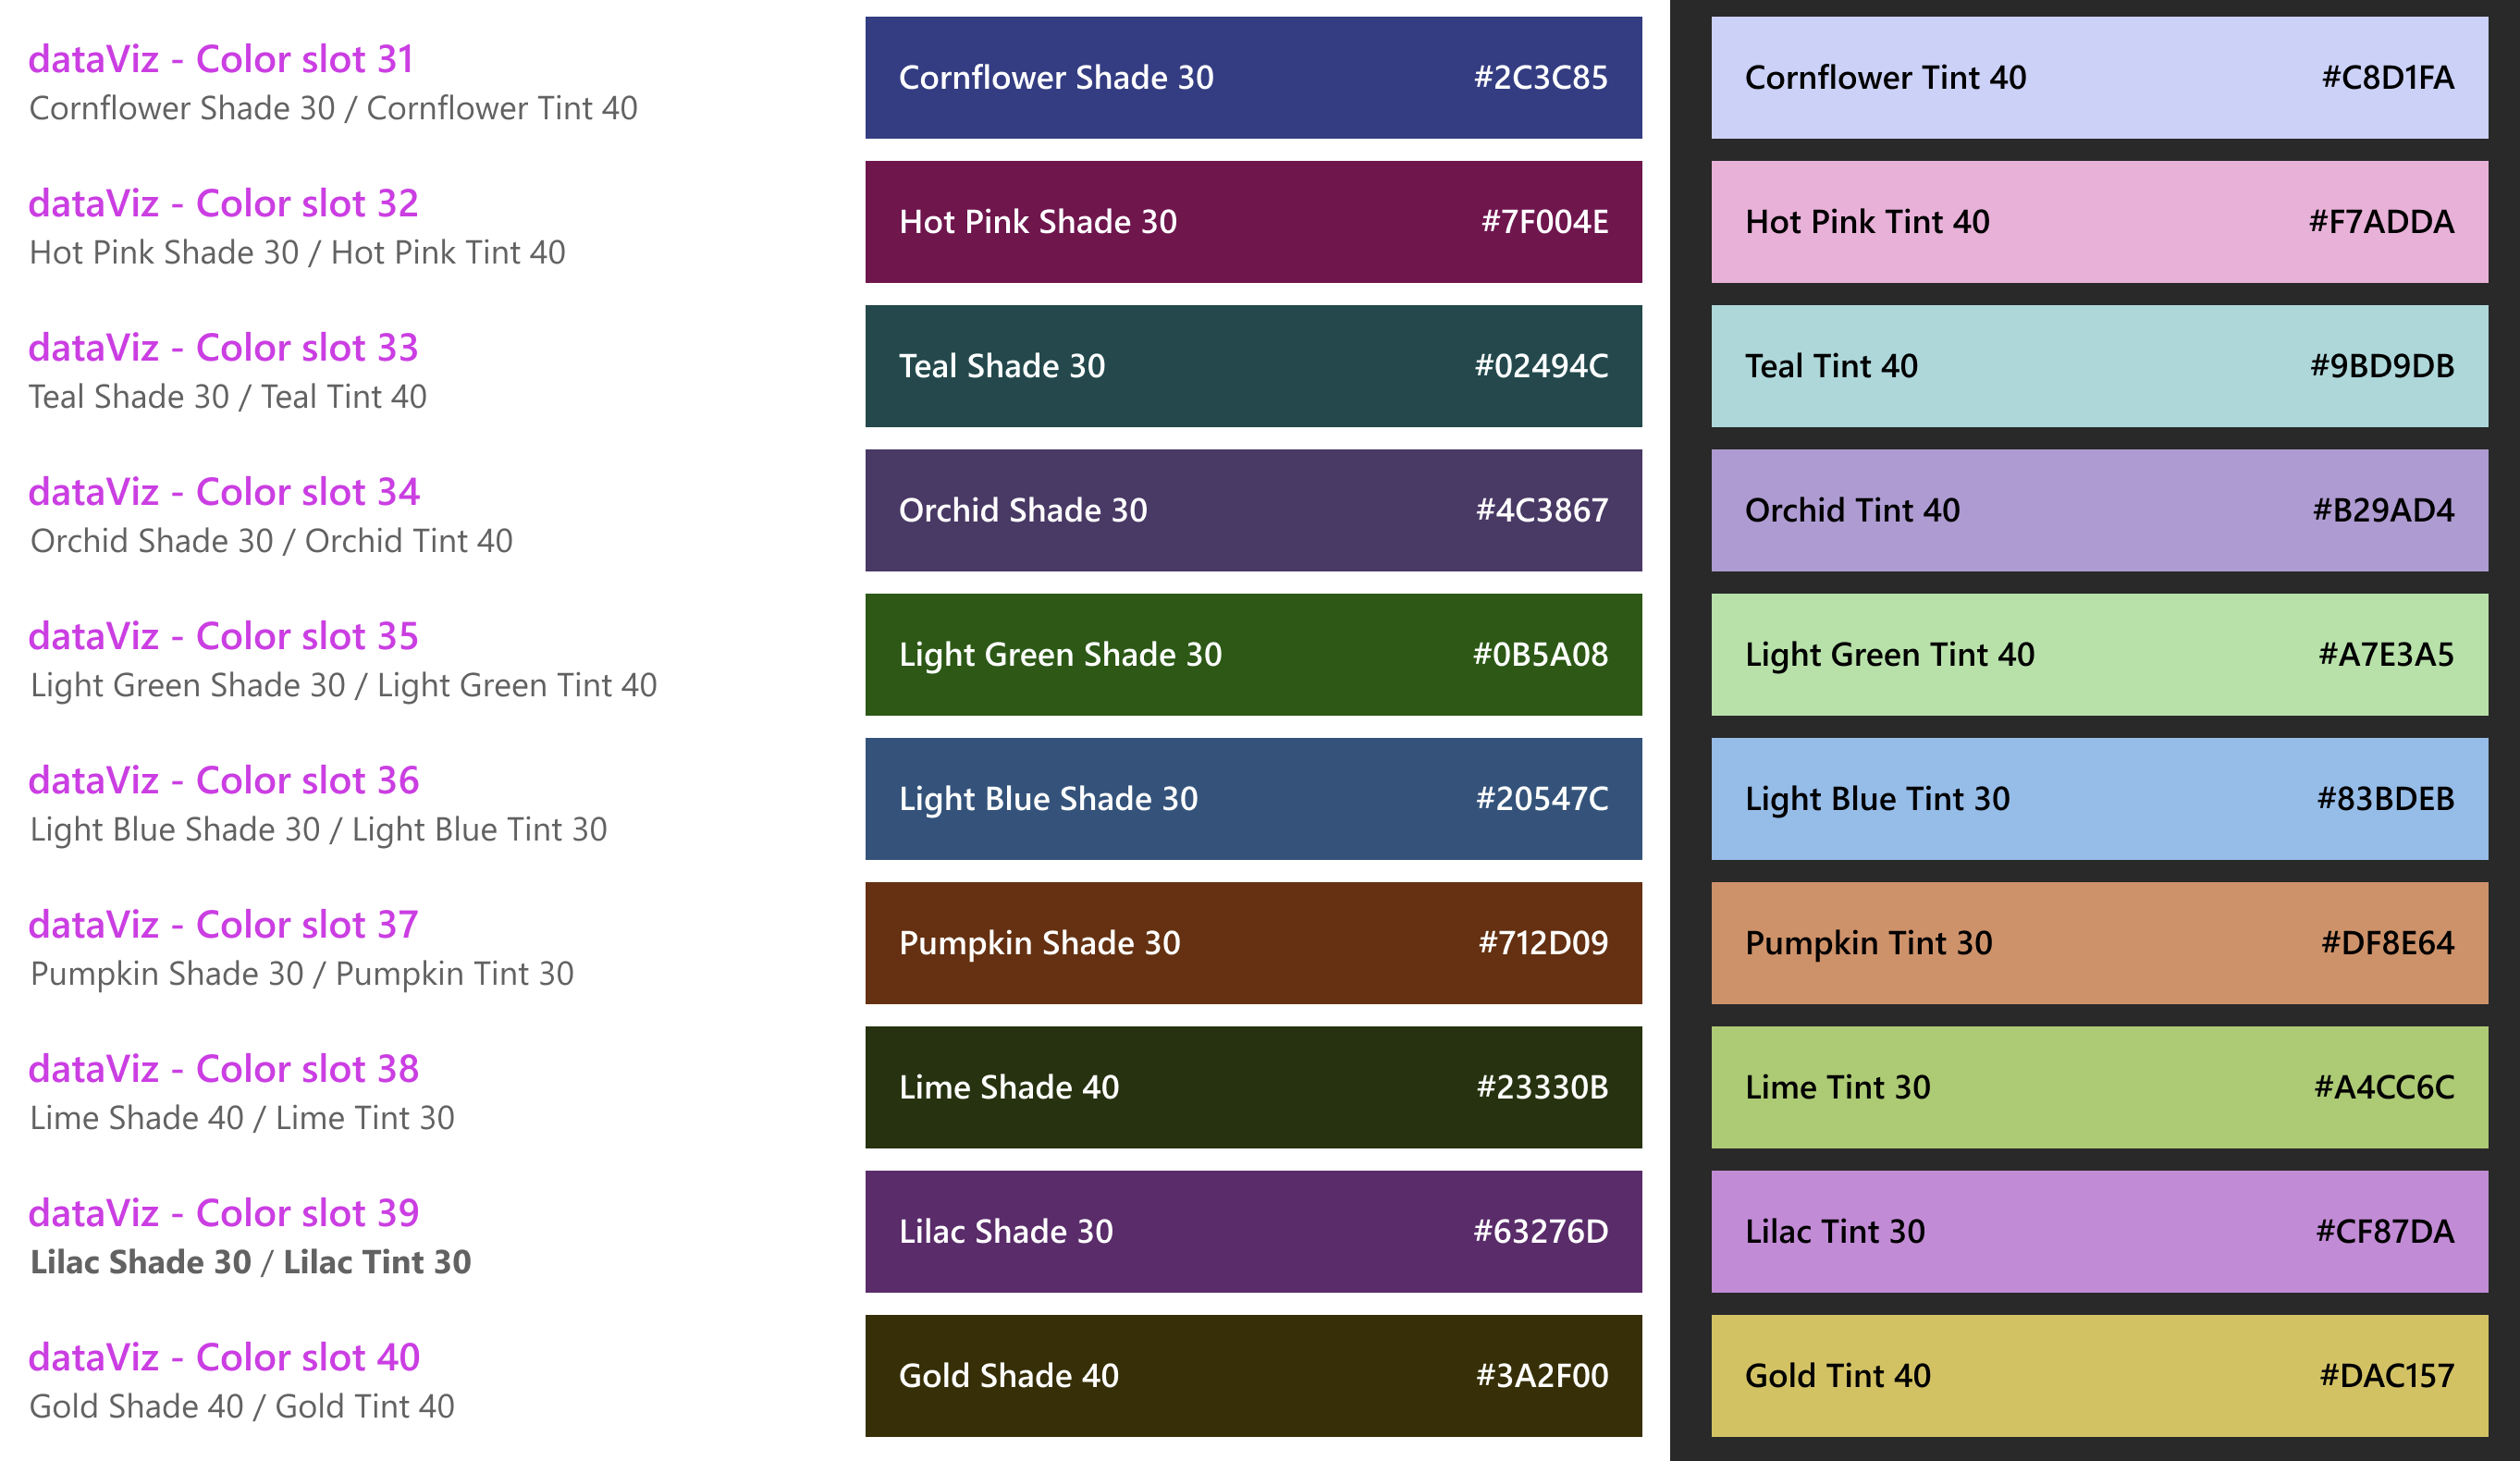 dataViz - Color slot 31
Cornflower Shade 30 / Cornflower Tint 40
Cornflower Shade 30 #2C3C85
Cornflower Tint 40 #C8D1FA
dataViz - Color slot 32
Hot Pink Shade 30 / Hot Pink Tint 40
Hot Pink Shade 30 #7F004E
Hot Pink Tint 40 #F7ADDA
dataViz - Color slot 33
Teal Shade 30 / Teal Tint 40
Teal Shade 30 #02494C
Teal Tint 40 #9BD9DB
dataViz - Color slot 34
Orchid Shade 30 / Orchid Tint 40
Orchid Shade 30 #4C3867
Orchid Tint 40 #B29AD4
dataViz - Color slot 35
Light Green Shade 30 / Light Green Tint 40
Light Green Shade 30 #0B5A08
Light Green Tint 40 #A7E3A5
dataViz - Color slot 36
Light Blue Shade 30 / Light Blue Tint 30
Light Blue Shade 30 #20547C
Light Blue Tint 30 #83BDEB
dataViz - Color slot 37
Pumpkin Shade 30 / Pumpkin Tint 30
Pumpkin Shade 30 #712D09
Pumpkin Tint 30 #DF8E64
dataViz - Color slot 38
Lime Shade 40 / Lime Tint 30
Lime Shade 40 #23330B
Lime Tint 30 #A4CC6C
dataViz - Color slot 39
Lilac Shade 30 / Lilac Tint 30
Lilac Shade 30 #63276D
Lilac Tint 30 #CF87DA
dataViz - Color slot 40
Gold Shade 40 / Gold Tint 40
Gold Shade 40 #3A2F00
Gold Tint 40 #DAC157